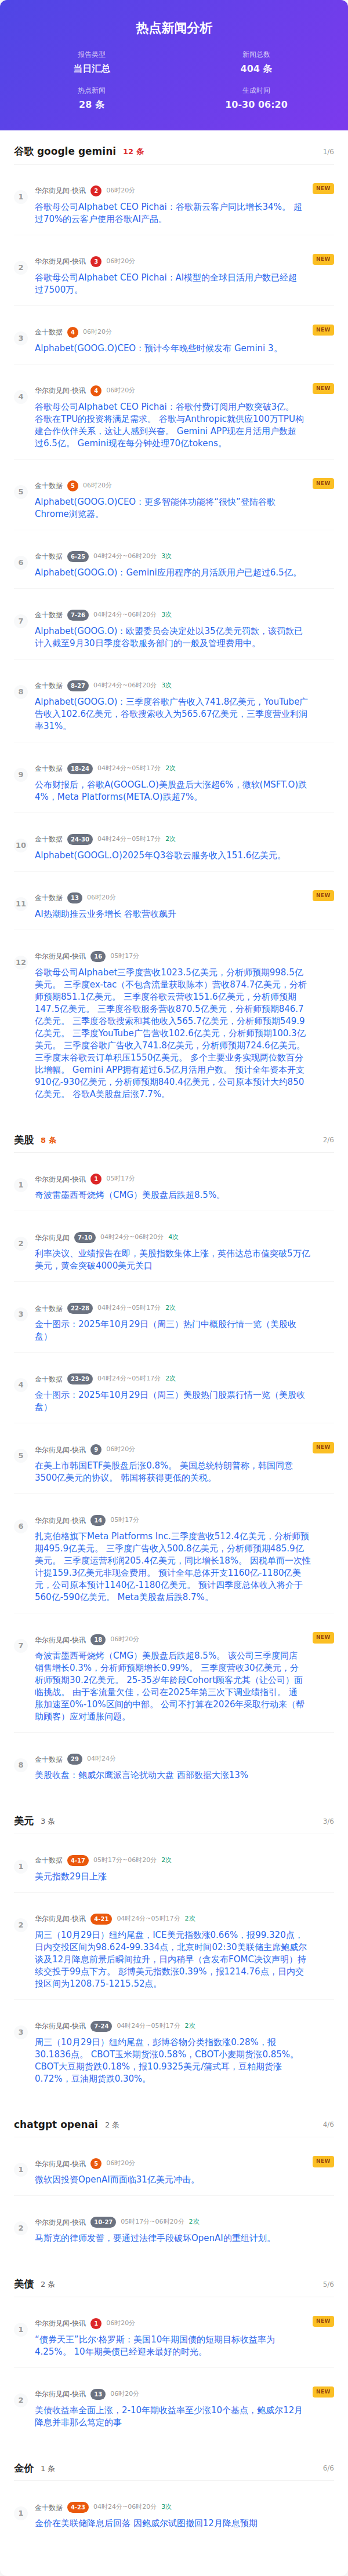 热点新闻分析
报告类型
新闻总数
当日汇总
404 条
热点新闻
生成时间
28 条
10-30 06:20
谷歌 google gemini 12 条 1/6
1
华尔街见闻-快讯 2 06时20分 NEW
谷歌母公司Alphabet CEO Pichai：谷歌新云客户同比增长34%。 超
过70%的云客户使用谷歌AI产品。
2
华尔街见闻-快讯 3 06时20分 NEW
谷歌母公司Alphabet CEO Pichai：AI模型的全球日活用户数已经超
过7500万。
3
金十数据 4 06时20分 NEW
Alphabet(GOOG.O)CEO：预计今年晚些时候发布 Gemini 3。
4
华尔街见闻-快讯 4 06时20分 NEW
谷歌母公司Alphabet CEO Pichai：谷歌付费订阅用户数突破3亿。
谷歌在TPU的投资将满足需求。 谷歌与Anthropic就供应100万TPU构
建合作伙伴关系，这让人感到兴奋。 Gemini APP现在月活用户数超
过6.5亿。 Gemini现在每分钟处理70亿tokens。
5
金十数据 5 06时20分 NEW
Alphabet(GOOG.O)CEO：更多智能体功能将“很快”登陆谷歌
Chrome浏览器。
6
金十数据 6-25 04时24分~06时20分 3次
Alphabet(GOOG.O)：Gemini应用程序的月活跃用户已超过6.5亿。
7
金十数据 7-26 04时24分~06时20分 3次
Alphabet(GOOG.O)：欧盟委员会决定处以35亿美元罚款，该罚款已
计入截至9月30日季度谷歌服务部门的一般及管理费用中。
8
金十数据 8-27 04时24分~06时20分 3次
Alphabet(GOOG.O)：三季度谷歌广告收入741.8亿美元，YouTube广
告收入102.6亿美元，谷歌搜索收入为565.67亿美元，三季度营业利润
率31%。
9
金十数据 18-24 04时24分~05时17分 2次
公布财报后，谷歌A(GOOGL.O)美股盘后大涨超6%，微软(MSFT.O)跌
4%，Meta Platforms(META.O)跌超7%。
10
金十数据 24-30 04时24分~05时17分 2次
Alphabet(GOOGL.O)2025年Q3谷歌云服务收入151.6亿美元。
11
金十数据 13 06时20分 NEW
AI热潮助推云业务增长 谷歌营收飙升
12
华尔街见闻-快讯 16 05时17分
谷歌母公司Alphabet三季度营收1023.5亿美元，分析师预期998.5亿
美元。 三季度ex-tac（不包含流量获取陈本）营收874.7亿美元，分析
师预期851.1亿美元。 三季度谷歌云营收151.6亿美元，分析师预期
147.5亿美元。 三季度谷歌服务营收870.5亿美元，分析师预期846.7
亿美元。 三季度谷歌搜索和其他收入565.7亿美元，分析师预期549.9
亿美元。 三季度YouTube广告营收102.6亿美元，分析师预期100.3亿
美元。 三季度谷歌广告收入741.8亿美元，分析师预期724.6亿美元。
三季度末谷歌云订单积压1550亿美元。 多个主要业务实现两位数百分
比增幅。 Gemini APP拥有超过6.5亿月活用户数。 预计全年资本开支
910亿-930亿美元，分析师预期840.4亿美元，公司原本预计大约850
亿美元。 谷歌A美股盘后涨7.7%。
美股 8 条 2/6
1
华尔街见闻-快讯 1 05时17分
奇波雷墨西哥烧烤（CMG）美股盘后跌超8.5%。
2
华尔街见闻 7-10 04时24分~06时20分 4次
利率决议、业绩报告在即，美股指数集体上涨，英伟达总市值突破5万亿
美元，黄金突破4000美元关口
3
金十数据 22-28 04时24分~05时17分 2次
金十图示：2025年10月29日（周三）热门中概股行情一览（美股收
盘）
4
金十数据 23-29 04时24分~05时17分 2次
金十图示：2025年10月29日（周三）美股热门股票行情一览（美股收
盘）
5
华尔街见闻-快讯 9 06时20分 NEW
在美上市韩国ETF美股盘后涨0.8%。 美国总统特朗普称，韩国同意
3500亿美元的协议。 韩国将获得更低的关税。
6
华尔街见闻-快讯 14 05时17分
扎克伯格旗下Meta Platforms Inc.三季度营收512.4亿美元，分析师预
期495.9亿美元。 三季度广告收入500.8亿美元，分析师预期485.9亿
美元。 三季度运营利润205.4亿美元，同比增长18%。 因税单而一次性
计提159.3亿美元非现金费用。 预计全年总体开支1160亿-1180亿美
元，公司原本预计1140亿-1180亿美元。 预计四季度总体收入将介于
560亿-590亿美元。 Meta美股盘后跌8.7%。
7
华尔街见闻-快讯 18 06时20分 NEW
奇波雷墨西哥烧烤（CMG）美股盘后跌超8.5%。 该公司三季度同店
销售增长0.3%，分析师预期增长0.99%。 三季度营收30亿美元，分
析师预期30.2亿美元。 25-35岁年龄段Cohort顾客尤其（让公司）面
临挑战。 由于客流量欠佳，公司在2025年第三次下调业绩指引。 通
胀加速至0%-10%区间的中部。 公司不打算在2026年采取行动来（帮
助顾客）应对通胀问题。
8
金十数据 29 04时24分
美股收盘：鲍威尔鹰派言论扰动大盘 西部数据大涨13%
美元 3 条 3/6
1
金十数据 4-17 05时17分~06时20分 2次
美元指数29日上涨
2
华尔街见闻-快讯 4-21 04时24分~05时17分 2次
周三（10月29日）纽约尾盘，ICE美元指数涨0.66%，报99.320点，
日内交投区间为98.624-99.334点，北京时间02:30美联储主席鲍威尔
谈及12月降息前景后瞬间拉升，日内稍早（含发布FOMC决议声明）持
续交投于99点下方。 彭博美元指数涨0.39%，报1214.76点，日内交
投区间为1208.75-1215.52点。
3
华尔街见闻-快讯 7-24 04时24分~05时17分 2次
周三（10月29日）纽约尾盘，彭博谷物分类指数涨0.28%，报
30.1836点。 CBOT玉米期货涨0.58%，CBOT小麦期货涨0.85%。
CBOT大豆期货跌0.18%，报10.9325美元/蒲式耳，豆粕期货涨
0.72%，豆油期货跌0.30%。
chatgpt openai 2 条 4/6
1
华尔街见闻-快讯 5 06时20分 NEW
微软因投资OpenAI而面临31亿美元冲击。
2
华尔街见闻-快讯 10-27 05时17分~06时20分 2次
马斯克的律师发誓，要通过法律手段破坏OpenAI的重组计划。
美债 2 条 5/6
1
华尔街见闻-快讯 1 06时20分 NEW
“债券天王”比尔·格罗斯：美国10年期国债的短期目标收益率为
4.25%。 10年期美债已经迎来最好的时光。
2
华尔街见闻-快讯 13 06时20分 NEW
美债收益率全面上涨，2-10年期收益率至少涨10个基点，鲍威尔12月
降息并非那么笃定的事
金价 1 条 6/6
1
金十数据 4-23 04时24分~06时20分 3次
金价在美联储降息后回落 因鲍威尔试图撤回12月降息预期